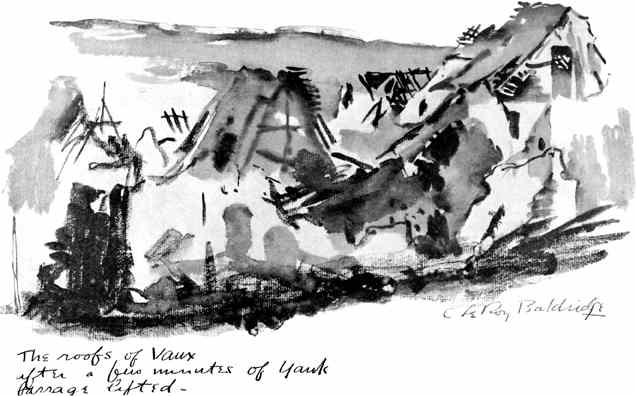 C LeRoy Baldridge
The roofs of Vaux
after a few minutes of Yank
barrage lifted-